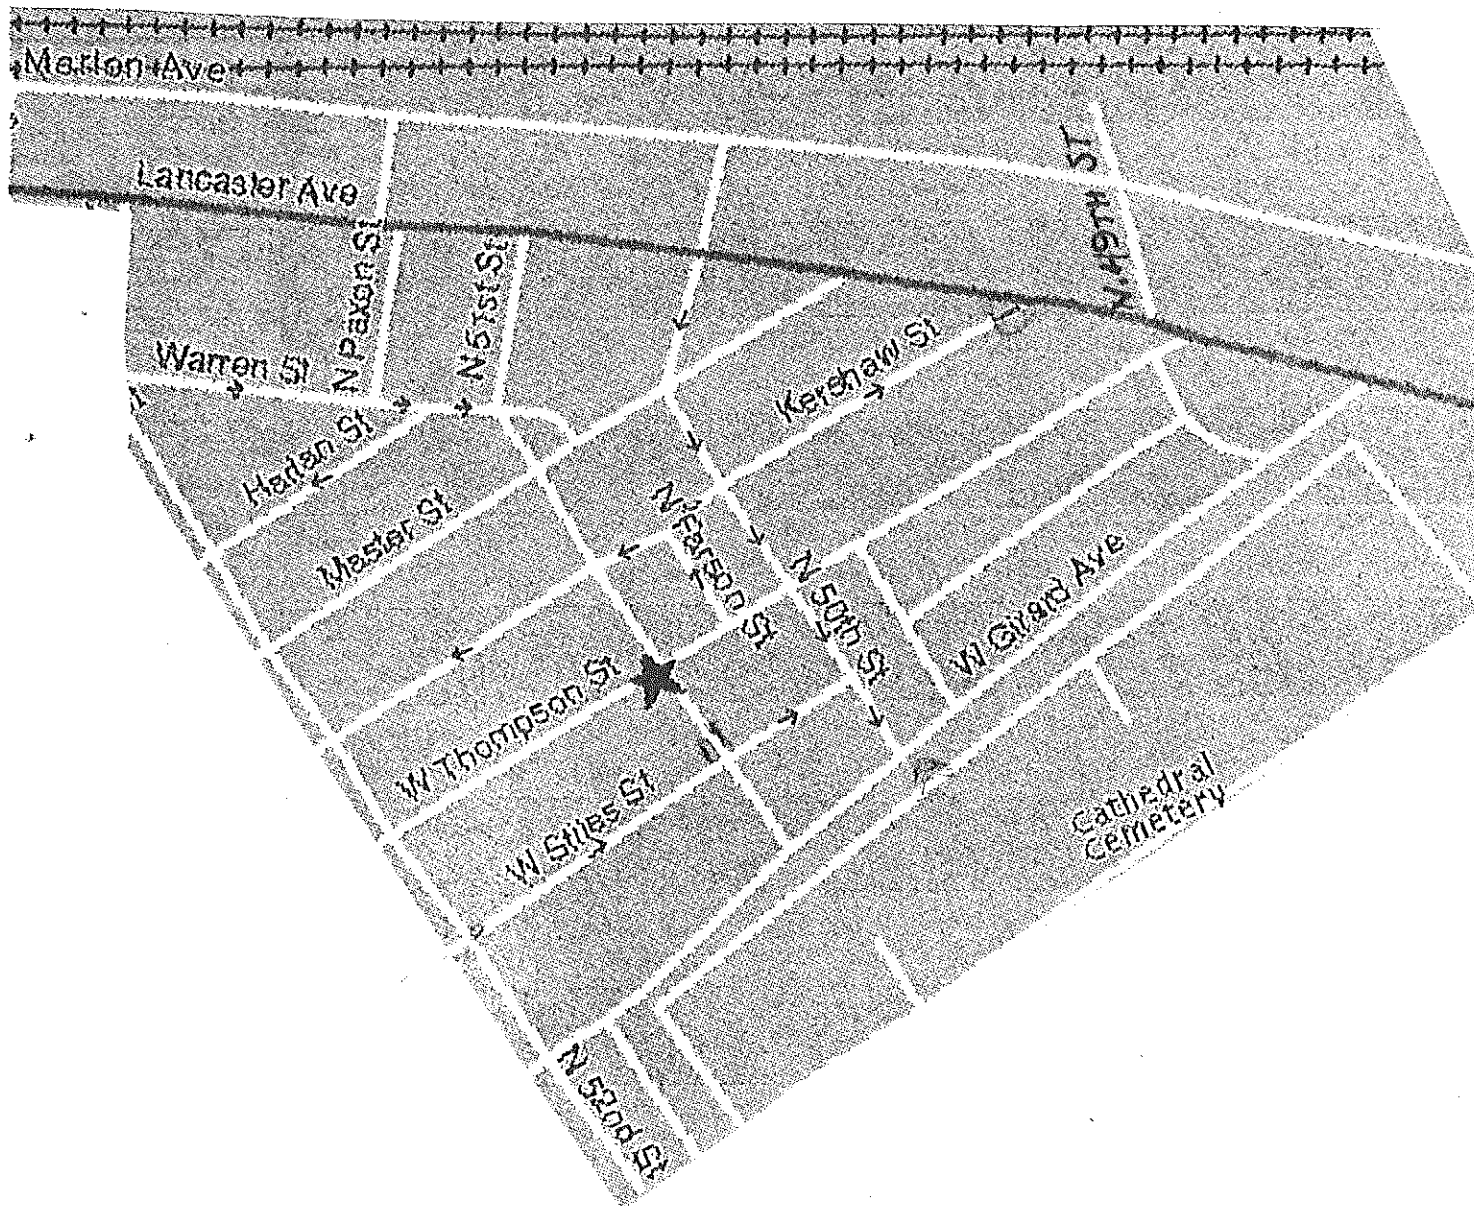 Merion Ave
Lancaster Ave
N. 49TH ST
N Paxon St
N 51st St
Warren St
Kershaw St
Harlan St
Master St
N Farson St
N 50th St
W Girard Ave
W Thompson St
W Stiles St
Cathedral
Cemetery
N 52nd St